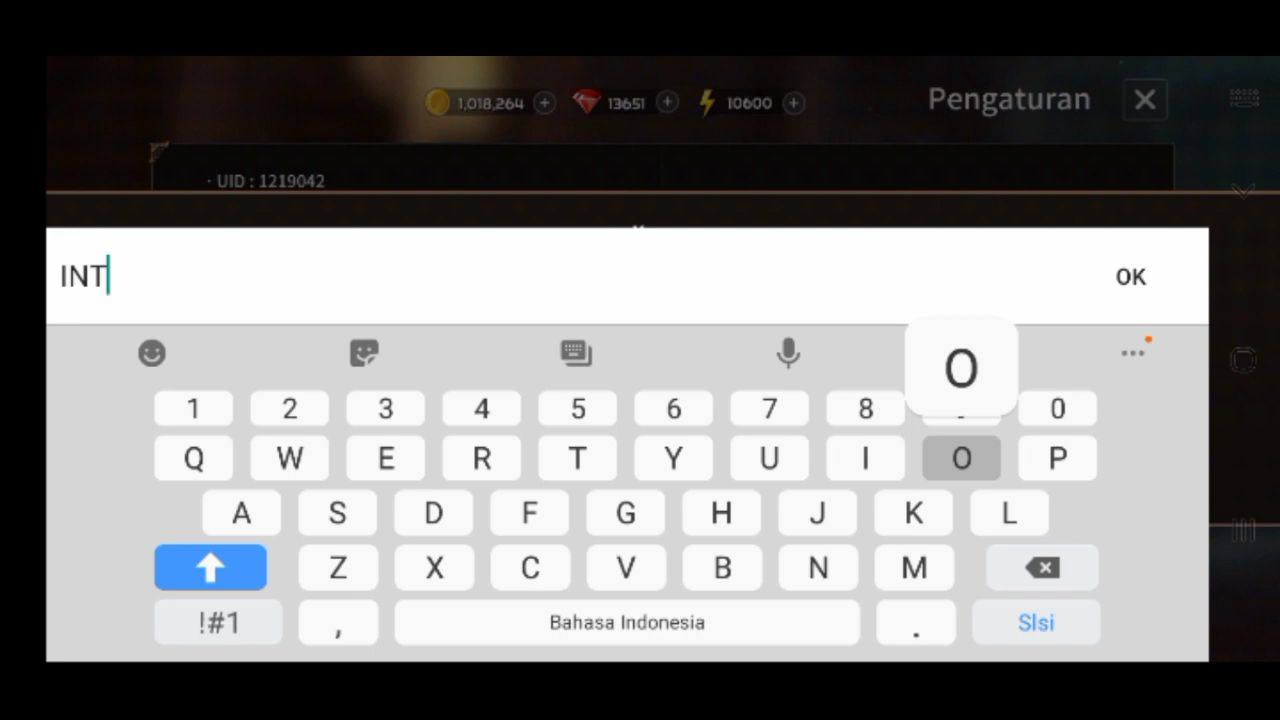 1,018,264 + 13651 + 10600 + Pengaturan X
· UID : 1219042
INT OK
O
1 2 3 4 5 6 7 8 0
Q W E R T Y U I O P
A S D F G H J K L
Z X C V B N M
!#1 , Bahasa Indonesia . SIsi